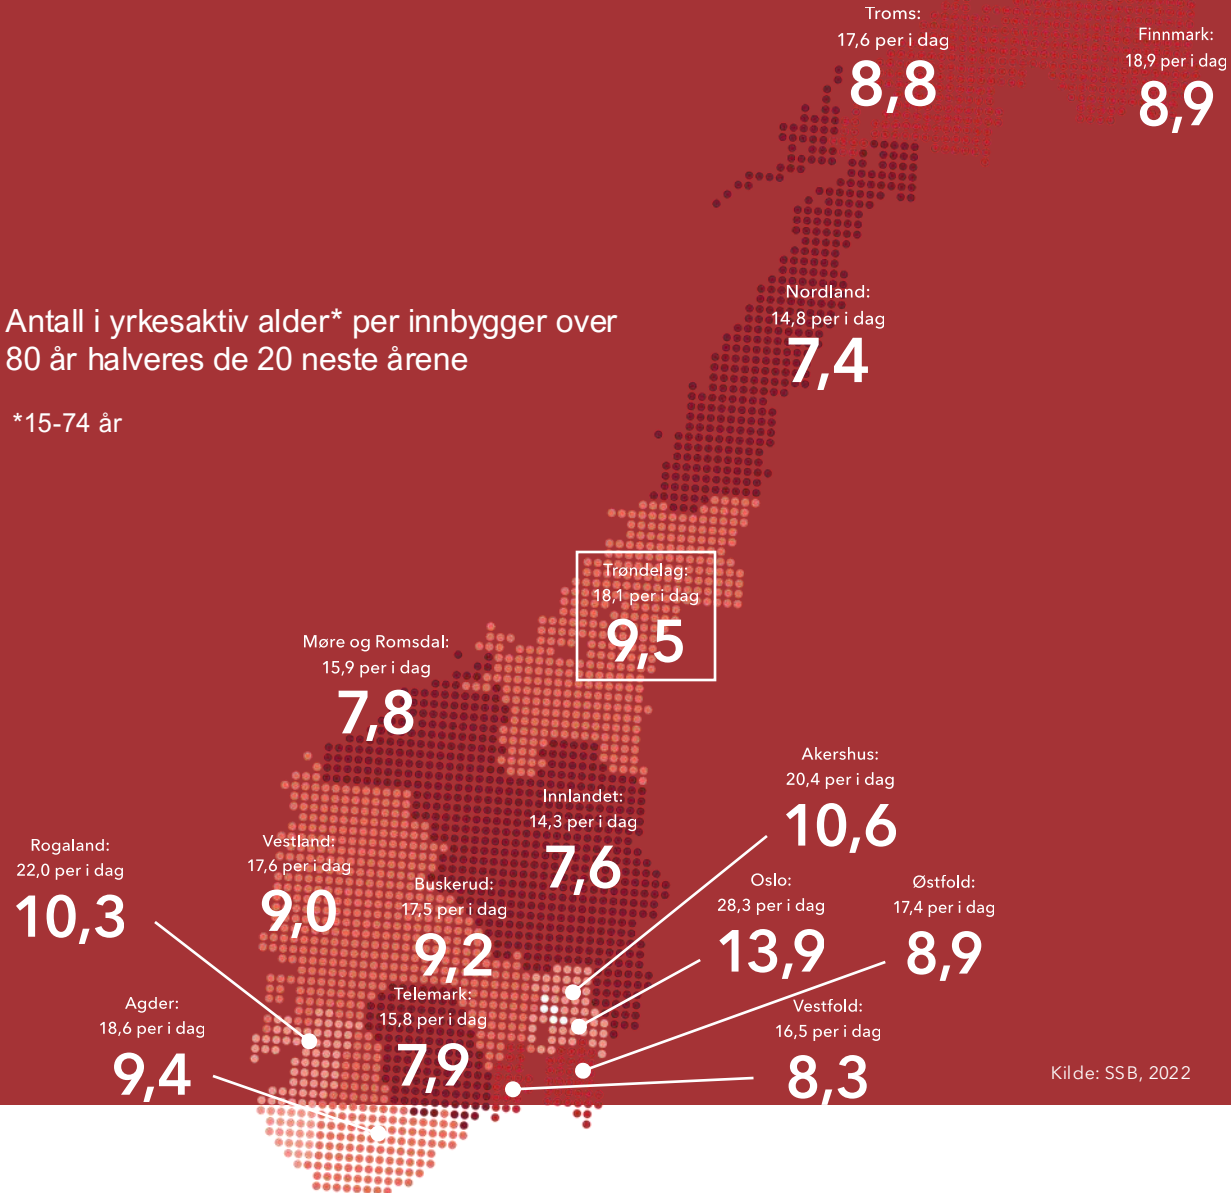 Troms:
17,6 per i dag
8,8
Finnmark:
18,9 per i dag
8,9
Nordland:
14,8 per i dag
7,4
Antall i yrkesaktiv alder* per innbygger over
80 år halveres de 20 neste årene
*15-74 år
Trøndelag:
18,1 per i dag
9,5
Møre og Romsdal:
15,9 per i dag
7,8
Akershus:
20,4 per i dag
10,6
Innlandet:
14,3 per i dag
7,6
Rogaland:
22,0 per i dag
10,3
Vestland:
17,6 per i dag
9,0
Buskerud:
17,5 per i dag
9,2
Oslo:
28,3 per i dag
13,9
Østfold:
17,4 per i dag
8,9
Agder:
18,6 per i dag
9,4
Telemark:
15,8 per i dag
7,9
Vestfold:
16,5 per i dag
8,3
Kilde: SSB, 2022